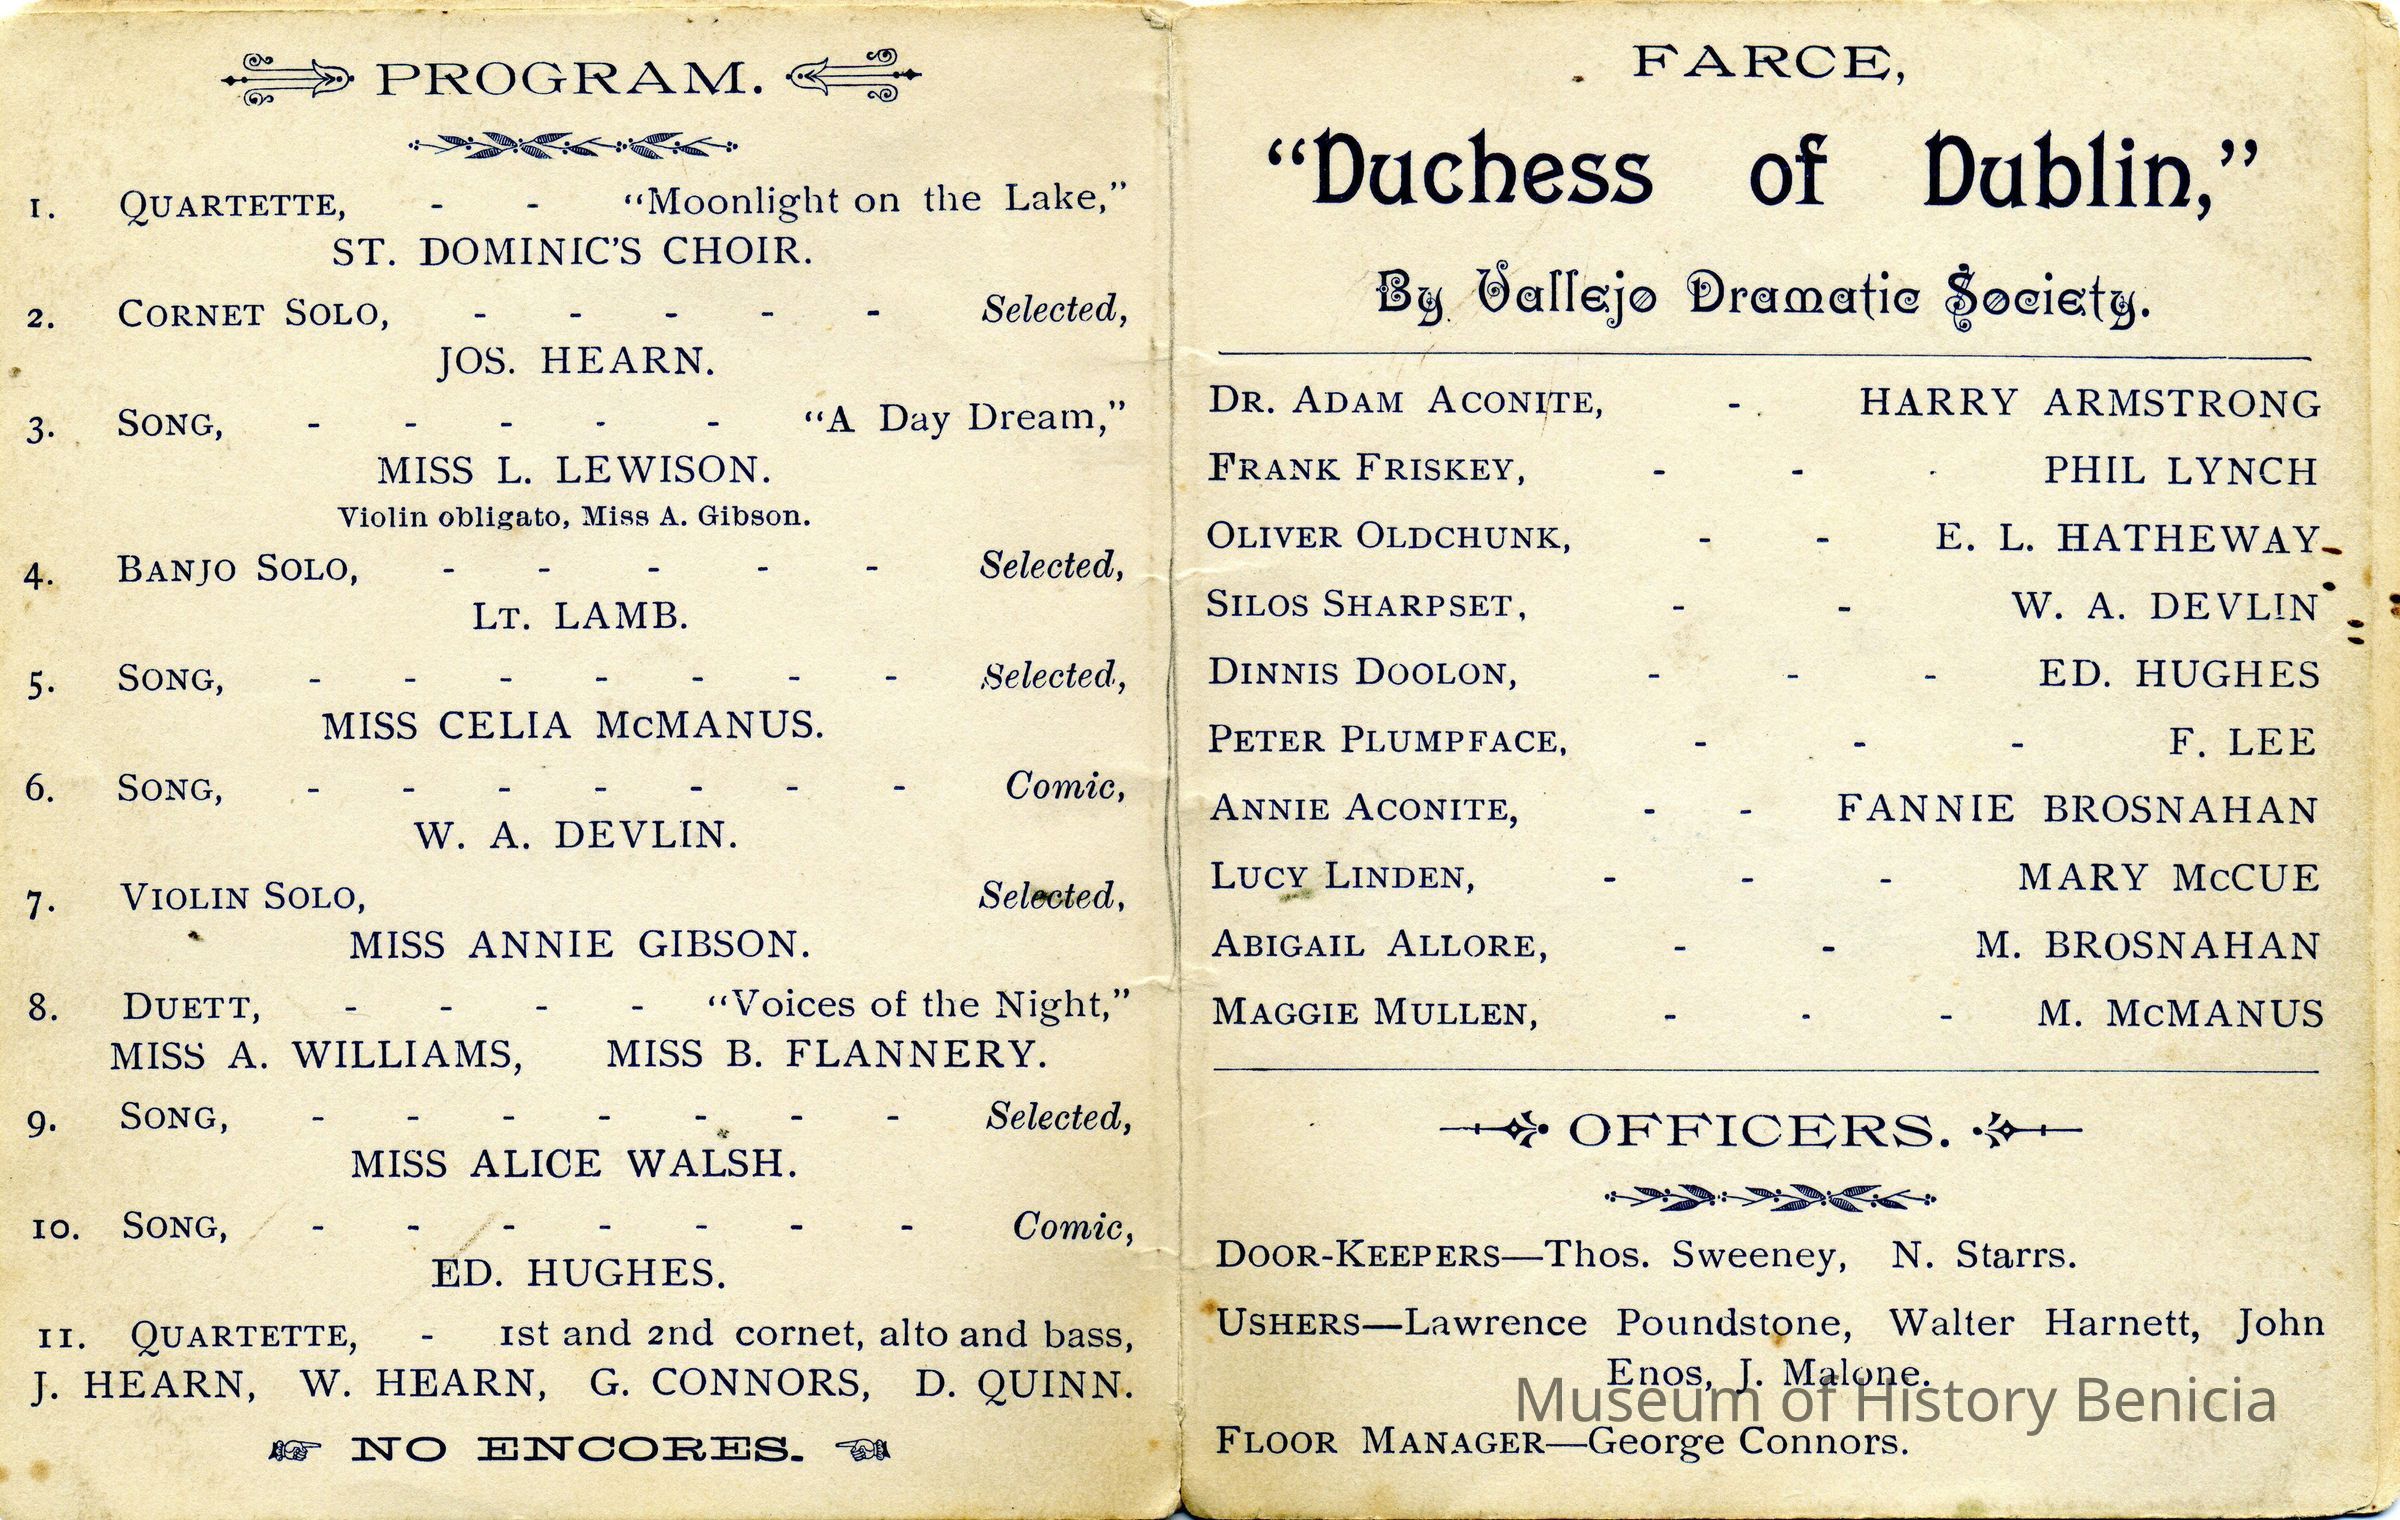 PROGRAM.
1. QUARTETTE, - - "Moonlight on the Lake,"
ST. DOMINIC'S CHOIR.
2. CORNET SOLO, - - - - - Selected,
JOS. HEARN.
3. SONG, - - - - - "A Day Dream,"
MISS L. LEWISON.
Violin obligato, Miss A. Gibson.
4. BANJO SOLO, - - - - - Selected,
LT. LAMB.
5. SONG, - - - - - - - Selected,
MISS CELIA McMANUS.
6. SONG, - - - - - - - Comic,
W. A. DEVLIN.
7. VIOLIN SOLO, Selected,
MISS ANNIE GIBSON.
8. DUETT, - - - - "Voices of the Night,"
MISS A. WILLIAMS, MISS B. FLANNERY.
9. SONG, - - - - - - - Selected,
MISS ALICE WALSH.
10. SONG, - - - - - - - Comic,
ED. HUGHES.
11. QUARTETTE, - 1st and 2nd cornet, alto and bass,
J. HEARN, W. HEARN, G. CONNORS, D. QUINN.
NO ENCORES.
FARCE,
"Duchess of Dublin,"
By Vallejo Dramatic Society.
DR. ADAM ACONITE, - HARRY ARMSTRONG
FRANK FRISKEY, - - - PHIL LYNCH
OLIVER OLDCHUNK, - - E. L. HATHEWAY
SILOS SHARPSET, - - W. A. DEVLIN
DINNIS DOOLON, - - - ED. HUGHES
PETER PLUMPFACE, - - - F. LEE
ANNIE ACONITE, - - FANNIE BROSNAHAN
LUCY LINDEN, - - - MARY McCUE
ABIGAIL ALLORE, - - M. BROSNAHAN
MAGGIE MULLEN, - - - M. McMANUS
OFFICERS.
DOOR-KEEPERS—Thos. Sweeney, N. Starrs.
USHERS—Lawrence Poundstone, Walter Harnett, John
Enos, J. Malone.
Museum of History Benicia
FLOOR MANAGER—George Connors.